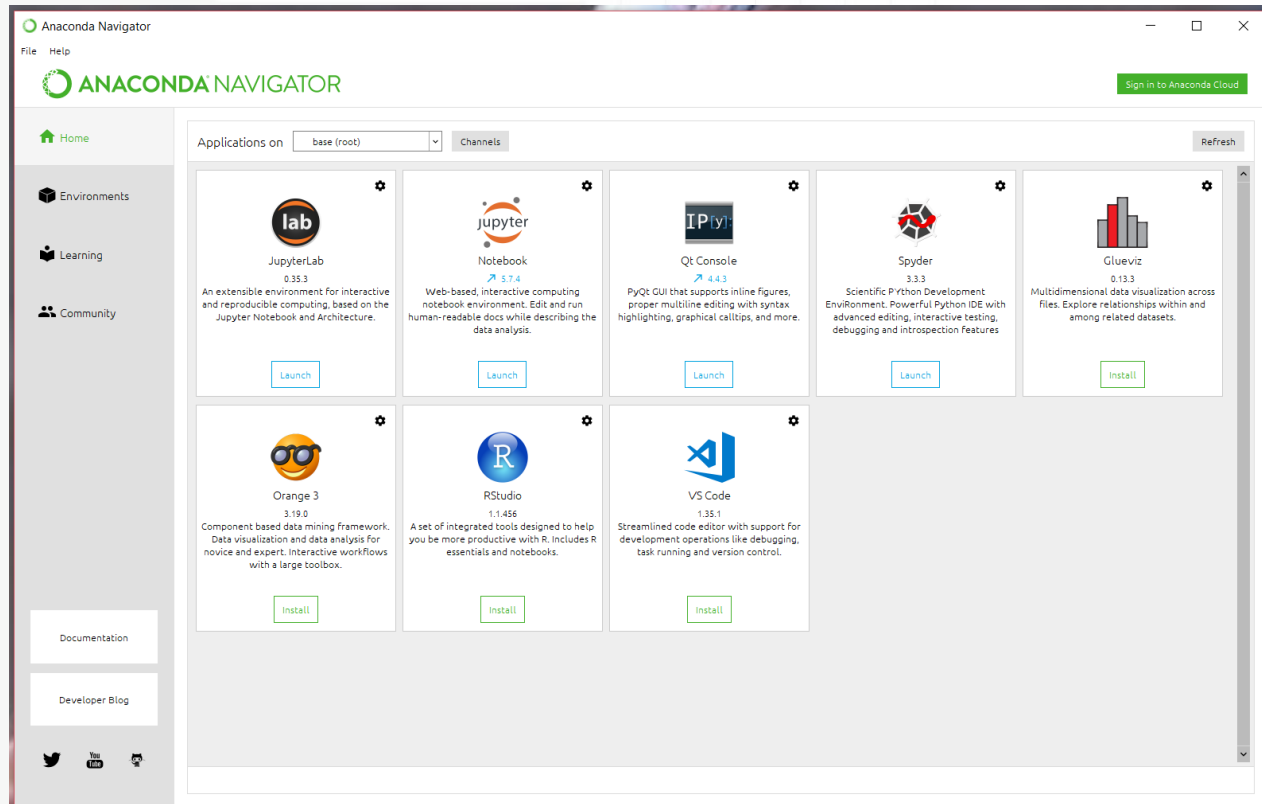 Anaconda Navigator
File Help
ANACONDA NAVIGATOR
Sign in to Anaconda Cloud
Home
Environments
Learning
Community
Documentation
Developer Blog
You
Tube
Applications on base (root) Channels Refresh
lab
JupyterLab
0.35.3
An extensible environment for interactive
and reproducible computing, based on the
Jupyter Notebook and Architecture.
Launch
jupyter
Notebook
5.7.4
Web-based, interactive computing
notebook environment. Edit and run
human-readable docs while describing the
data analysis.
Launch
IP[y]:
Qt Console
4.4.3
PyQt GUI that supports inline figures,
proper multiline editing with syntax
highlighting, graphical calltips, and more.
Launch
Spyder
3.3.3
Scientific PYthon Development
EnviRonment. Powerful Python IDE with
advanced editing, interactive testing,
debugging and introspection features
Launch
Glueviz
0.13.3
Multidimensional data visualization across
files. Explore relationships within and
among related datasets.
Install
Orange 3
3.19.0
Component based data mining framework.
Data visualization and data analysis for
novice and expert. Interactive workflows
with a large toolbox.
Install
R
RStudio
1.1.456
A set of integrated tools designed to help
you be more productive with R. Includes R
essentials and notebooks.
Install
VS Code
1.35.1
Streamlined code editor with support for
development operations like debugging,
task running and version control.
Install